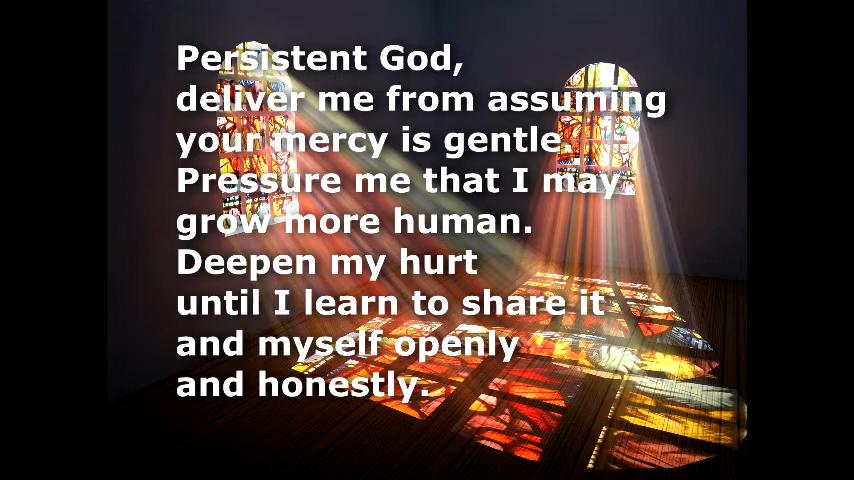 Persistent God,
deliver me from assuming
your mercy is gentle.
Pressure me that I may
grow more human.
Deepen my hurt
until I learn to share it
and myself openly
and honestly.